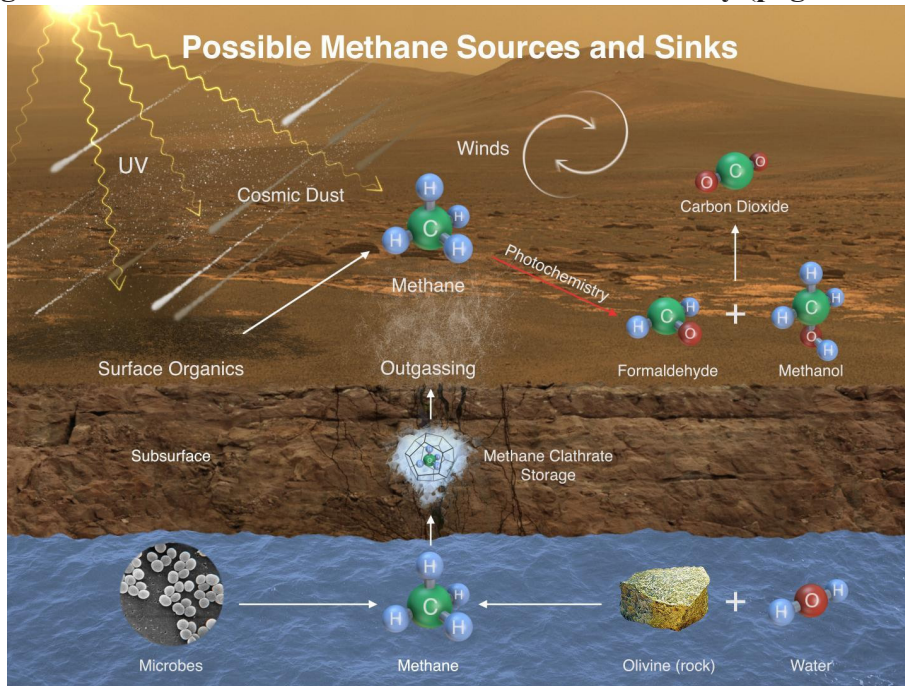 Possible Methane Sources and Sinks
UV
Cosmic Dust
Winds
H
H
H
H
C
Methane
Photochemistry
O
C
O
Carbon Dioxide
H
H
C
O
Formaldehyde
+
H
H
H
C
O
H
Methanol
Surface Organics
Outgassing
Subsurface
Methane Clathrate
Storage
H
H
H
H
C
Microbes
Methane
Olivine (rock)
+
H
O
H
Water